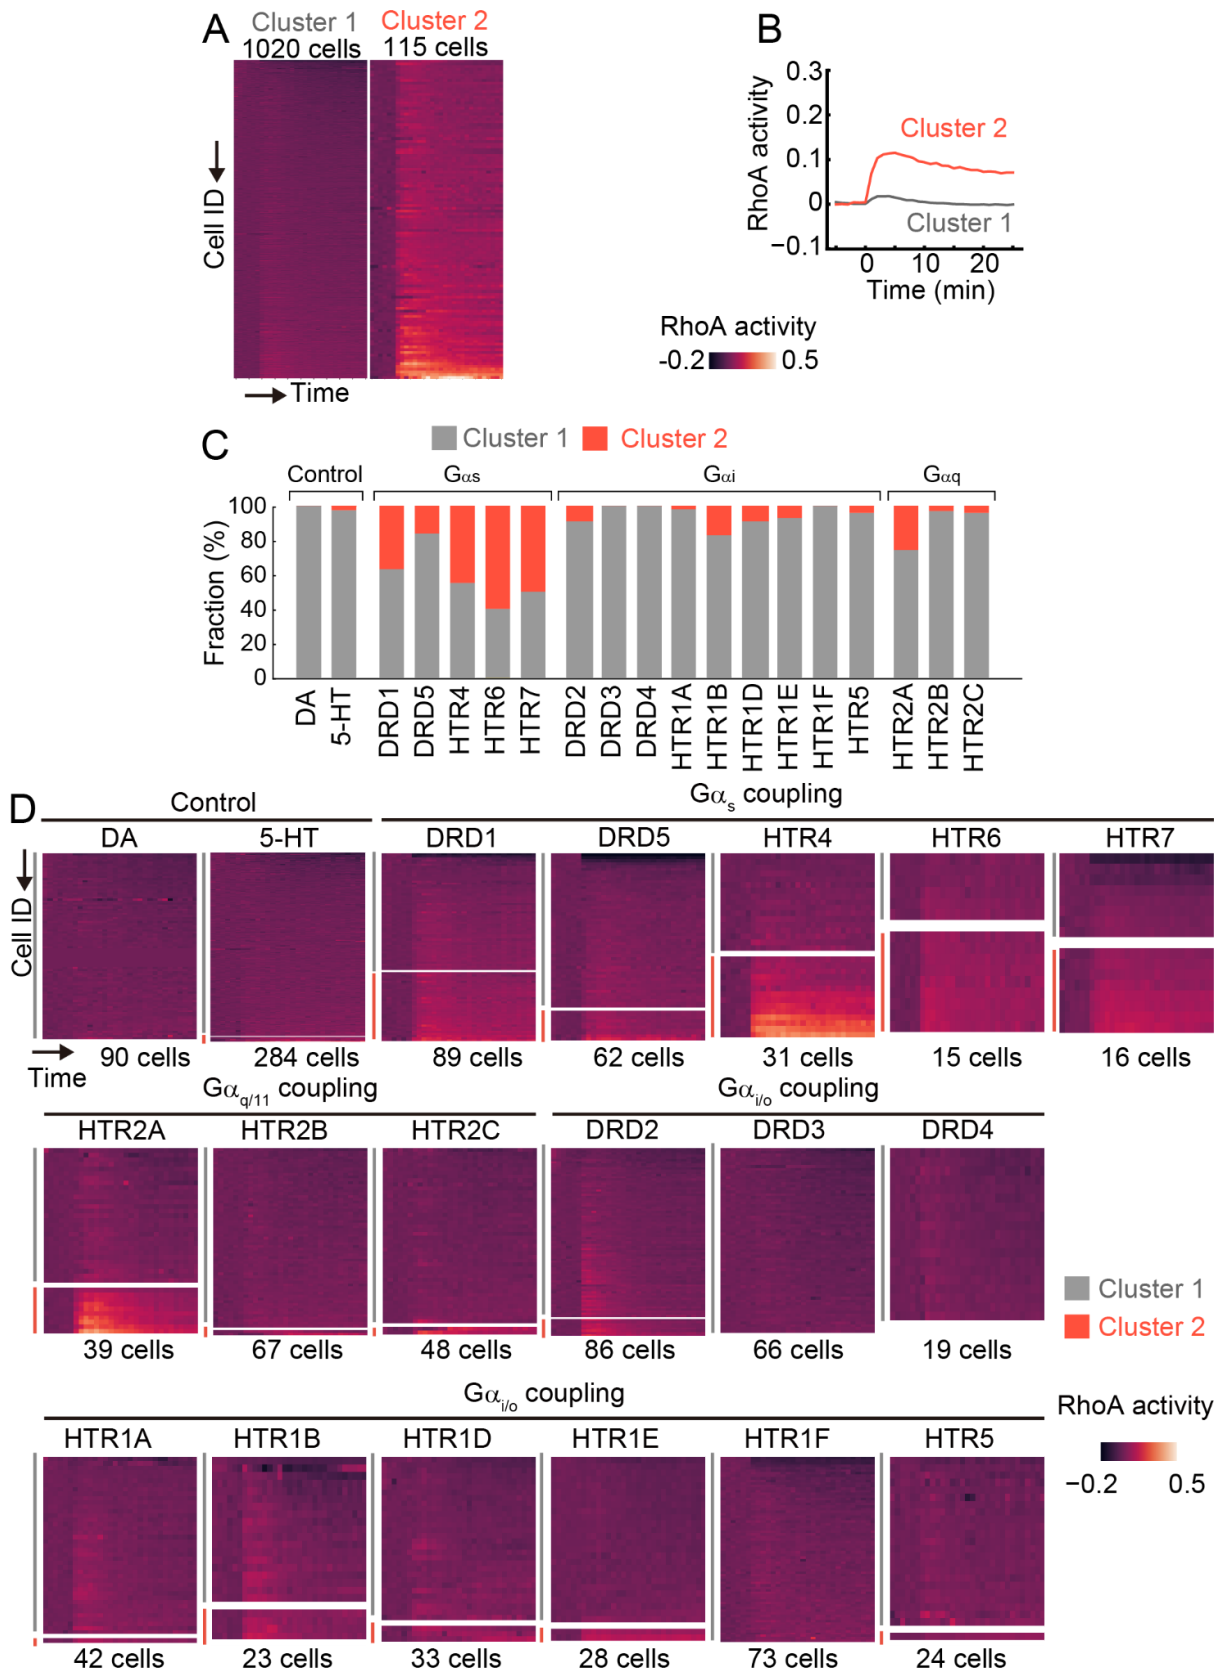 A
Cluster 1
1020 cells
Cluster 2
115 cells
Cell ID
Time
B
0.3
0.2
0.1
0
−0.1
RhoA activity
Cluster 2
Cluster 1
0 10 20
Time (min)
RhoA activity
-0.2 0.5
C
Cluster 1 Cluster 2
Control Gαs Gαi Gαq
Fraction (%)
100
80
60
40
20
0
DA
5-HT
DRD1
DRD5
HTR4
HTR6
HTR7
DRD2
DRD3
DRD4
HTR1A
HTR1B
HTR1D
HTR1E
HTR1F
HTR5
HTR2A
HTR2B
HTR2C
D
Control
Gαs coupling
DA 5-HT DRD1 DRD5 HTR4 HTR6 HTR7
Cell ID
Time
90 cells 284 cells 89 cells 62 cells 31 cells 15 cells 16 cells
Gαq/11 coupling Gαi/o coupling
HTR2A HTR2B HTR2C DRD2 DRD3 DRD4
39 cells 67 cells 48 cells 86 cells 66 cells 19 cells
Cluster 1
Cluster 2
Gαi/o coupling
HTR1A HTR1B HTR1D HTR1E HTR1F HTR5
42 cells 23 cells 33 cells 28 cells 73 cells 24 cells
RhoA activity
−0.2 0.5